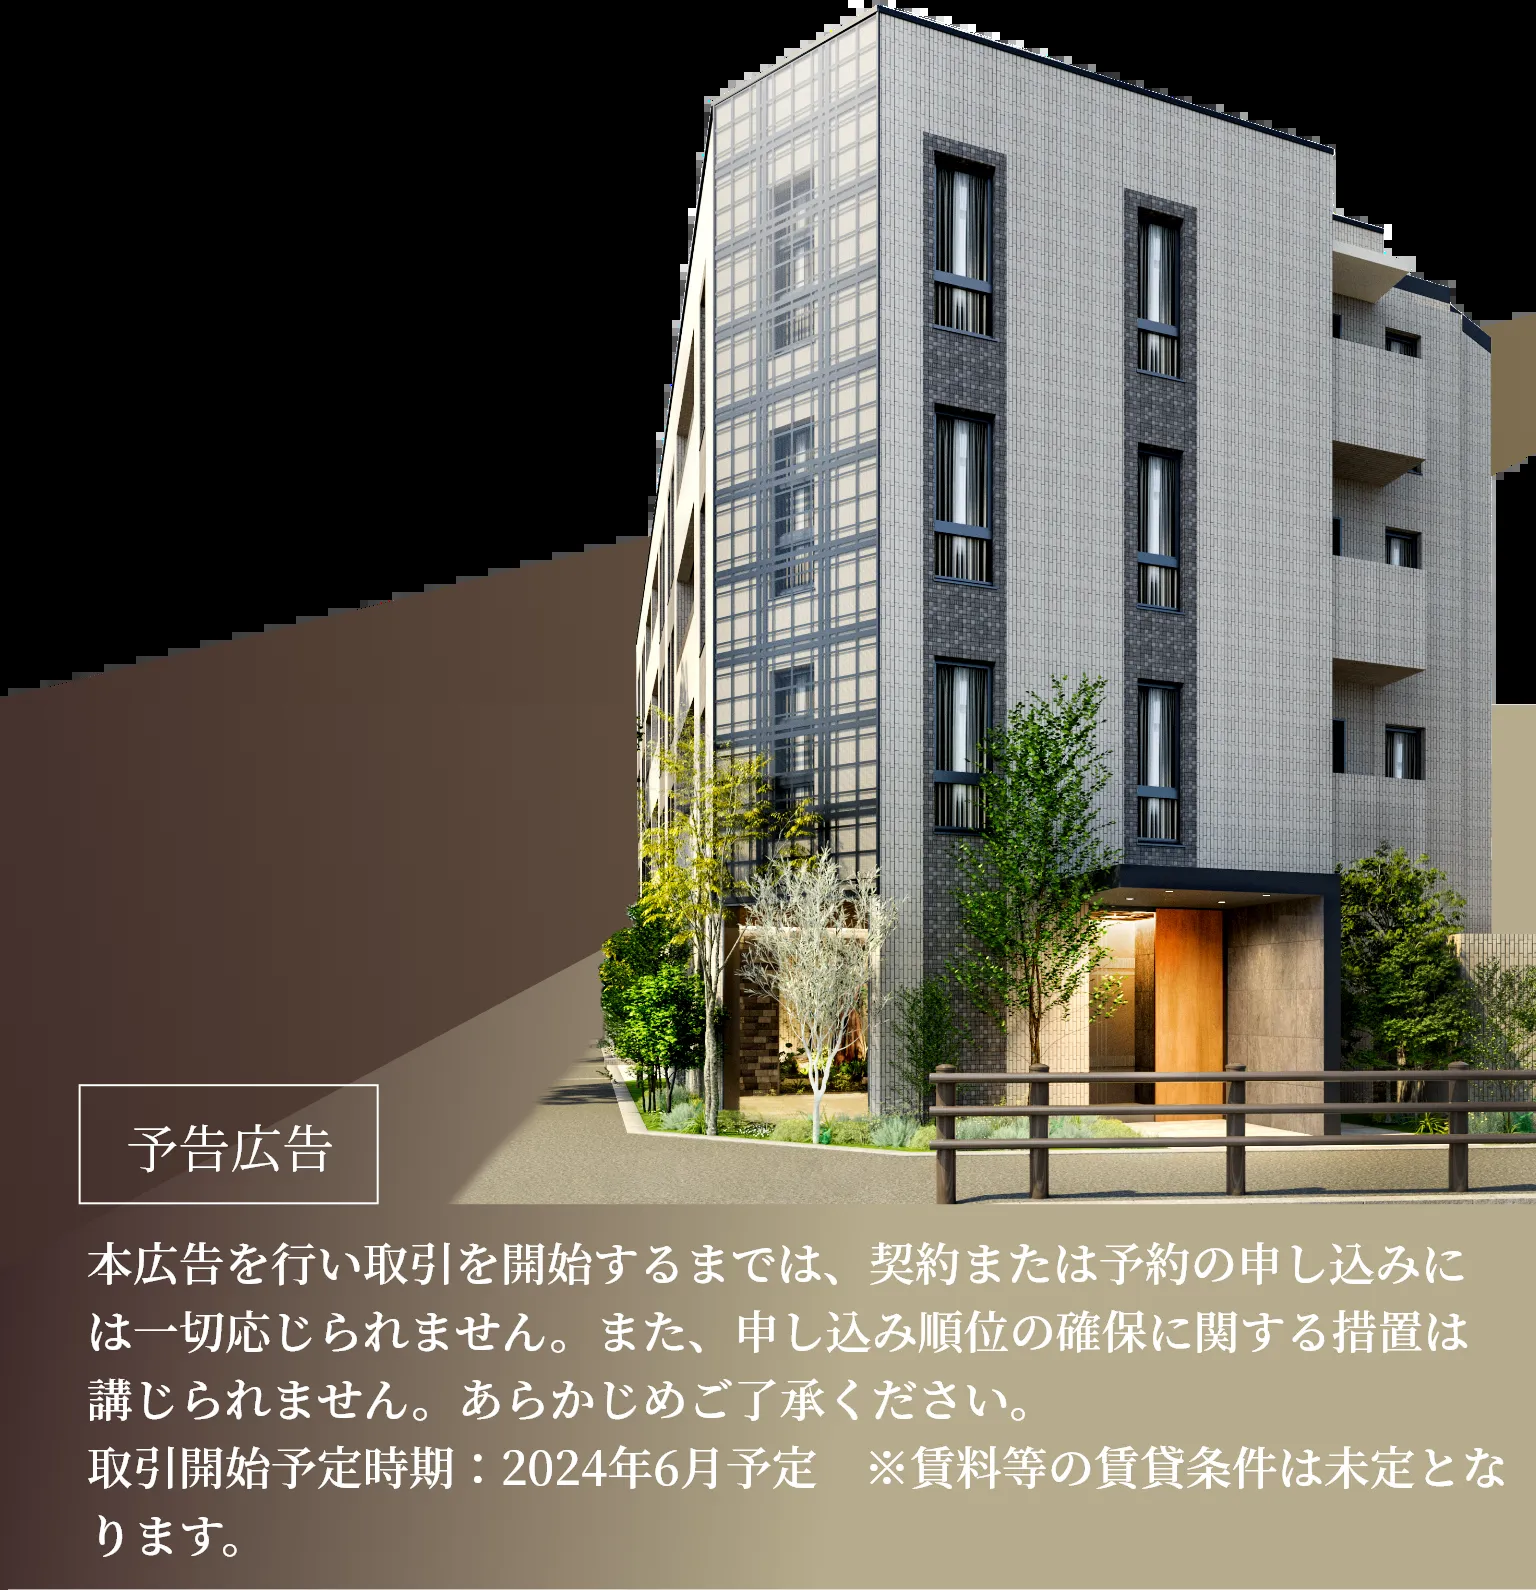 予告広告
本広告を行い取引を開始するまでは、契約または予約の申し込みに
は一切応じられません。また、申し込み順位の確保に関する措置は
講じられません。あらかじめご了承ください。
取引開始予定時期：2024年6月予定　※賃料等の賃貸条件は未定とな
ります。